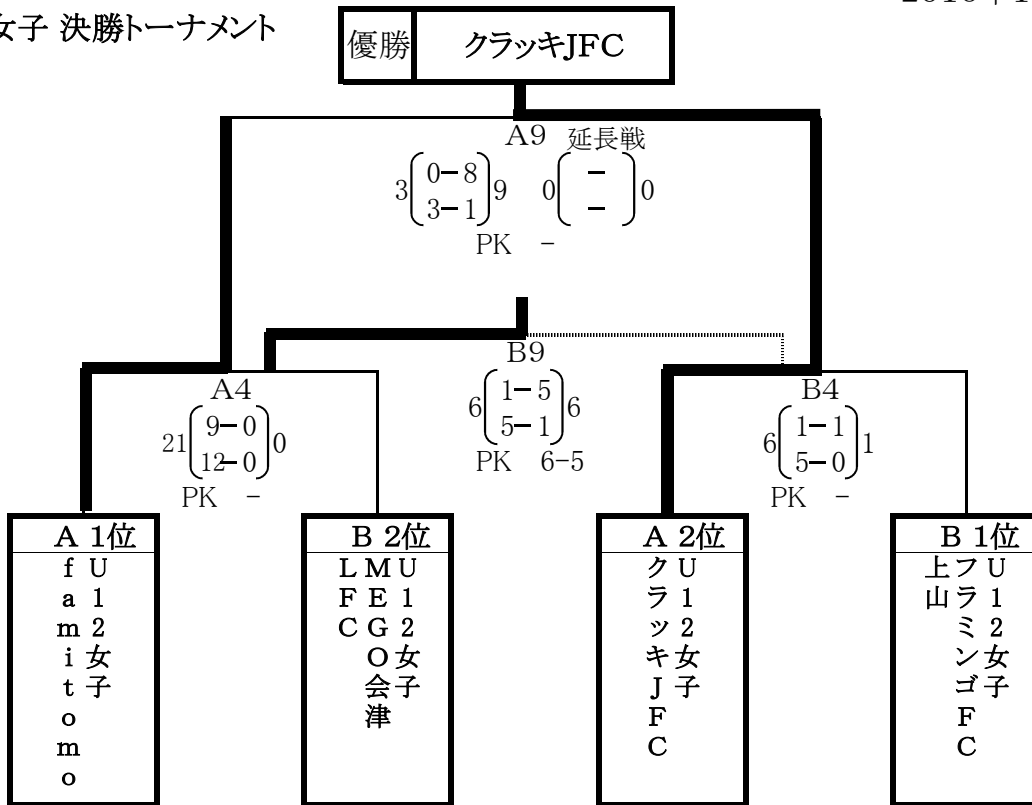 女子 決勝トーナメント
優勝 クラッキJFC
A9 延長戦
3 0-8 9 0 - 0
3-1 -
PK -
B9
6 1-5 6
5-1
PK 6-5
A4
21 9-0 0
12-0
PK -
B4
6 1-1 1
5-0
PK -
A 1位
U12女子
famitomo
B 2位
U12女子
MEGO会津
LFC
A 2位
U12女子
クラッキJFC
B 1位
U12女子
フラミンゴFC
上山